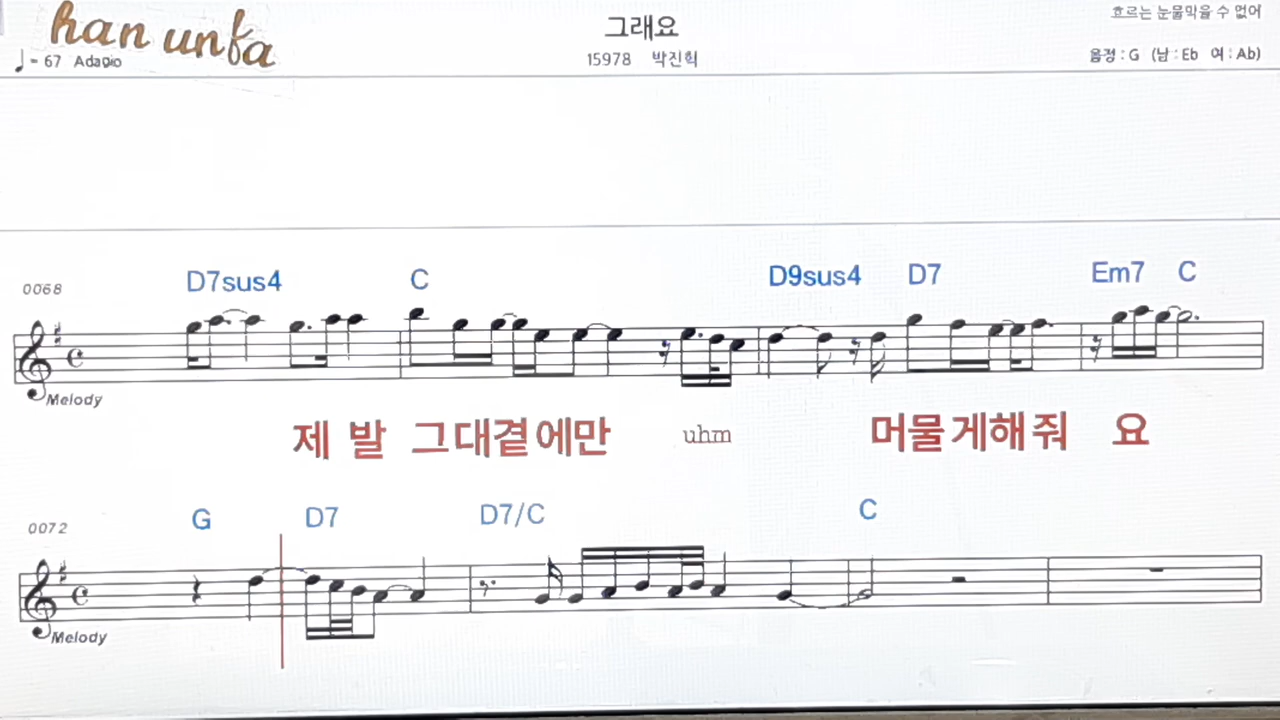 han unfa
그래요
흐르는 눈물막을 수 없어
♩= 67 Adagio
15978 박진혁
음정 : G (남 : Eb 여 : Ab)
0068
D7sus4 C D9sus4 D7 Em7 C
Melody
제 발 그대곁에만 uhm 머물게해줘 요
0072
G D7 D7/C C
Melody